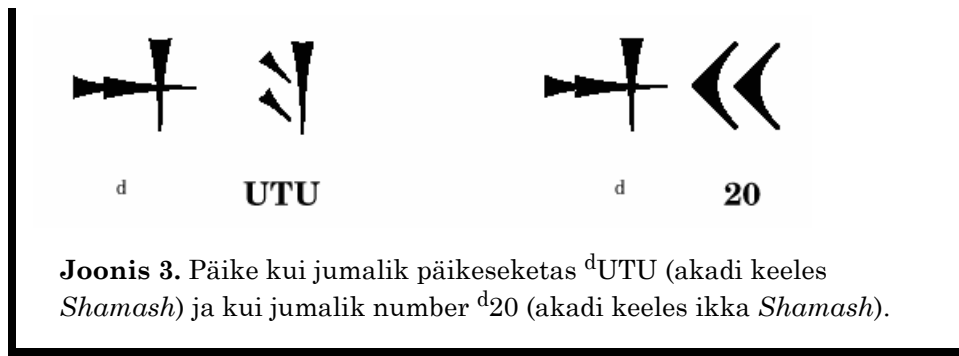 𒀭 𒌓 𒀭 𒌋𒌋
d UTU d 20
Joonis 3. Päike kui jumalik päikeseketas ᵈUTU (akadi keeles
Shamash) ja kui jumalik number ᵈ20 (akadi keeles ikka Shamash).